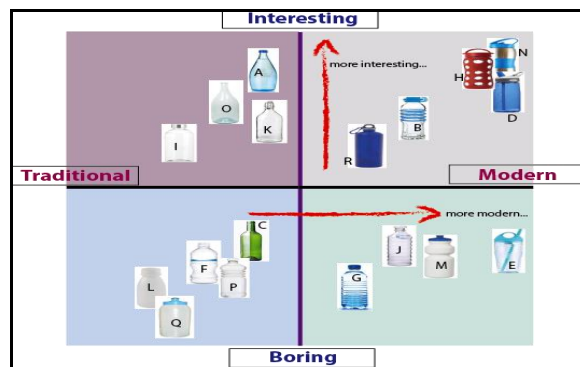 Interesting
more interesting...
N
A
H
O
D
K
B
I
R
Traditional
Modern
more modern...
C
J
F
M
E
P
G
L
Q
Boring